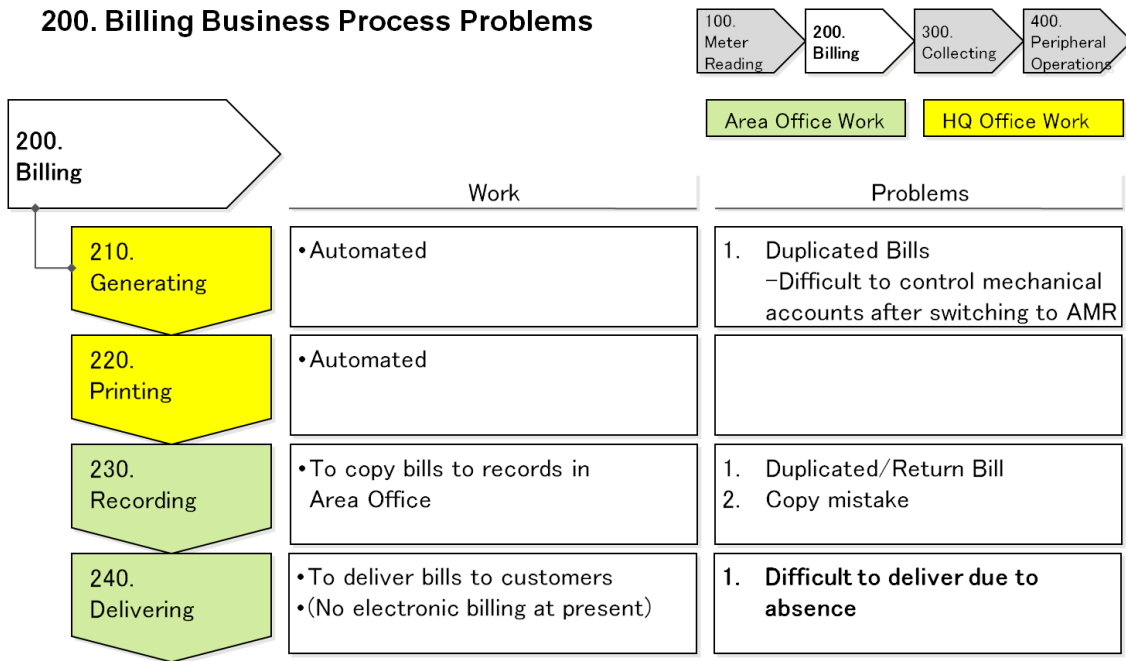 200. Billing Business Process Problems
100.
Meter
Reading
200.
Billing
300.
Collecting
400.
Peripheral
Operations
Area Office Work
HQ Office Work
200.
Billing
Work
Problems
210.
Generating
•Automated
1. Duplicated Bills
-Difficult to control mechanical
accounts after switching to AMR
220.
Printing
•Automated
230.
Recording
•To copy bills to records in
Area Office
1. Duplicated/Return Bill
2. Copy mistake
240.
Delivering
•To deliver bills to customers
•(No electronic billing at present)
1. Difficult to deliver due to
absence